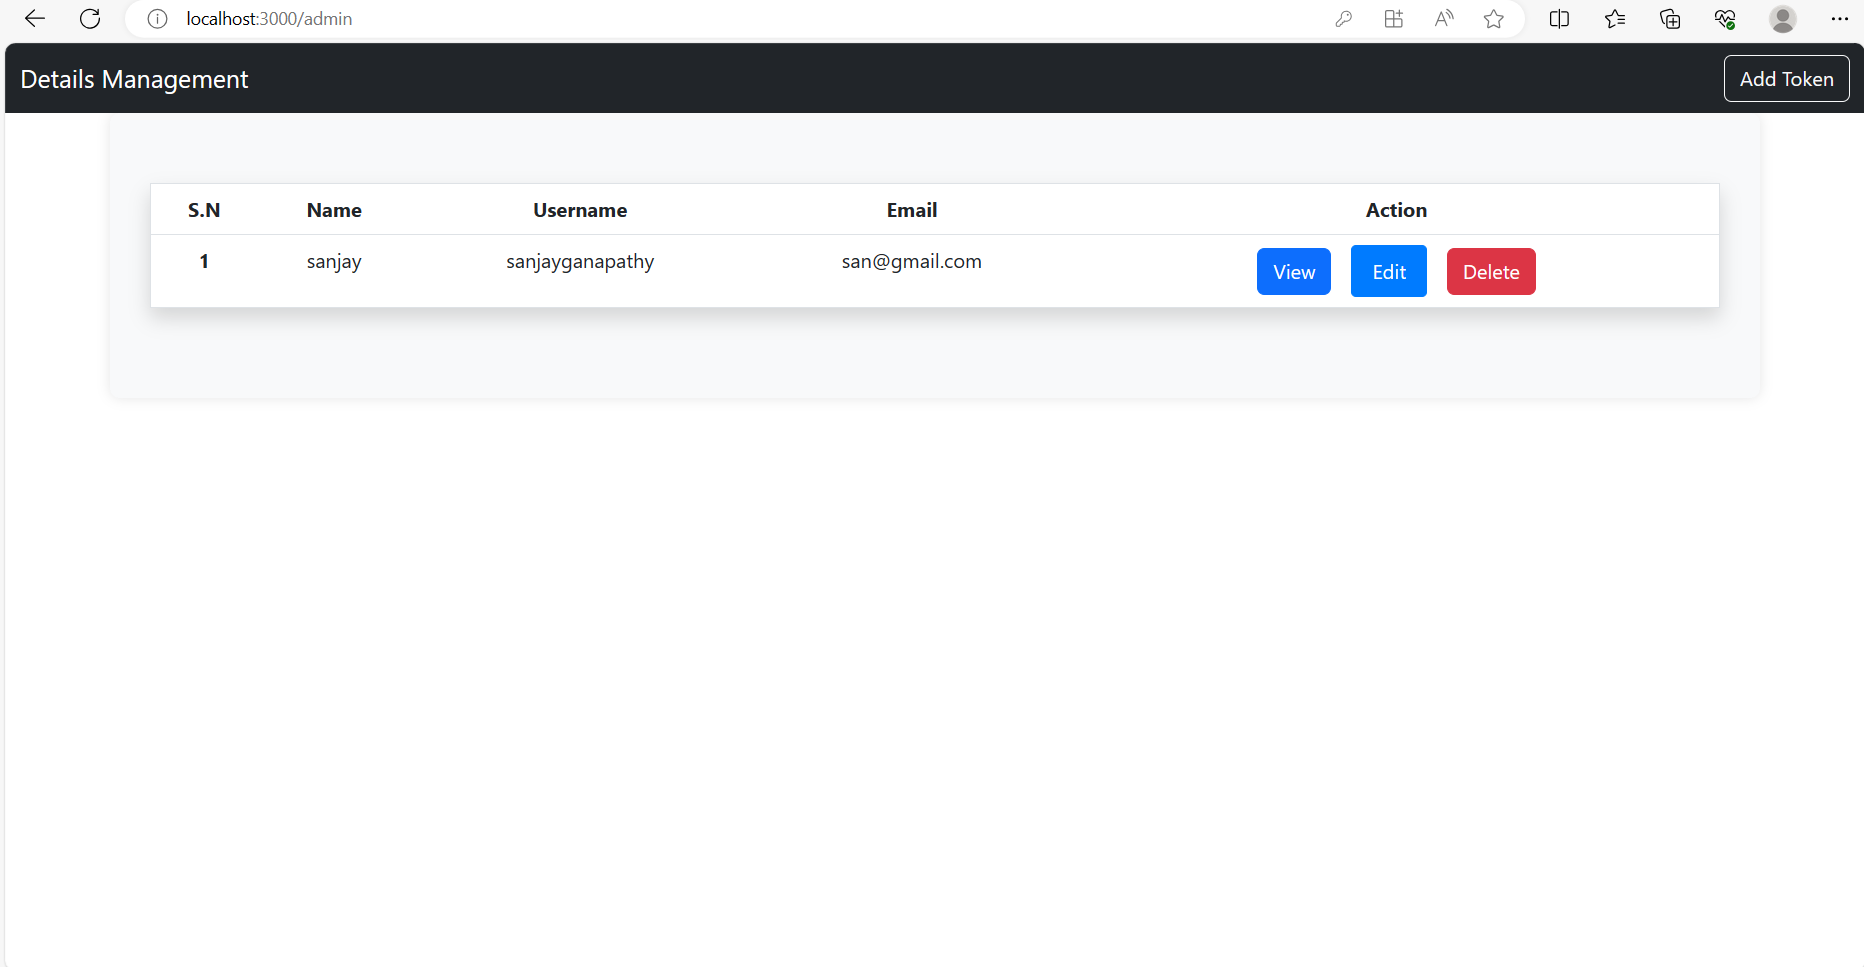 localhost:3000/admin
Details Management Add Token
S.N Name Username Email Action
1 sanjay sanjayganapathy san@gmail.com View Edit Delete